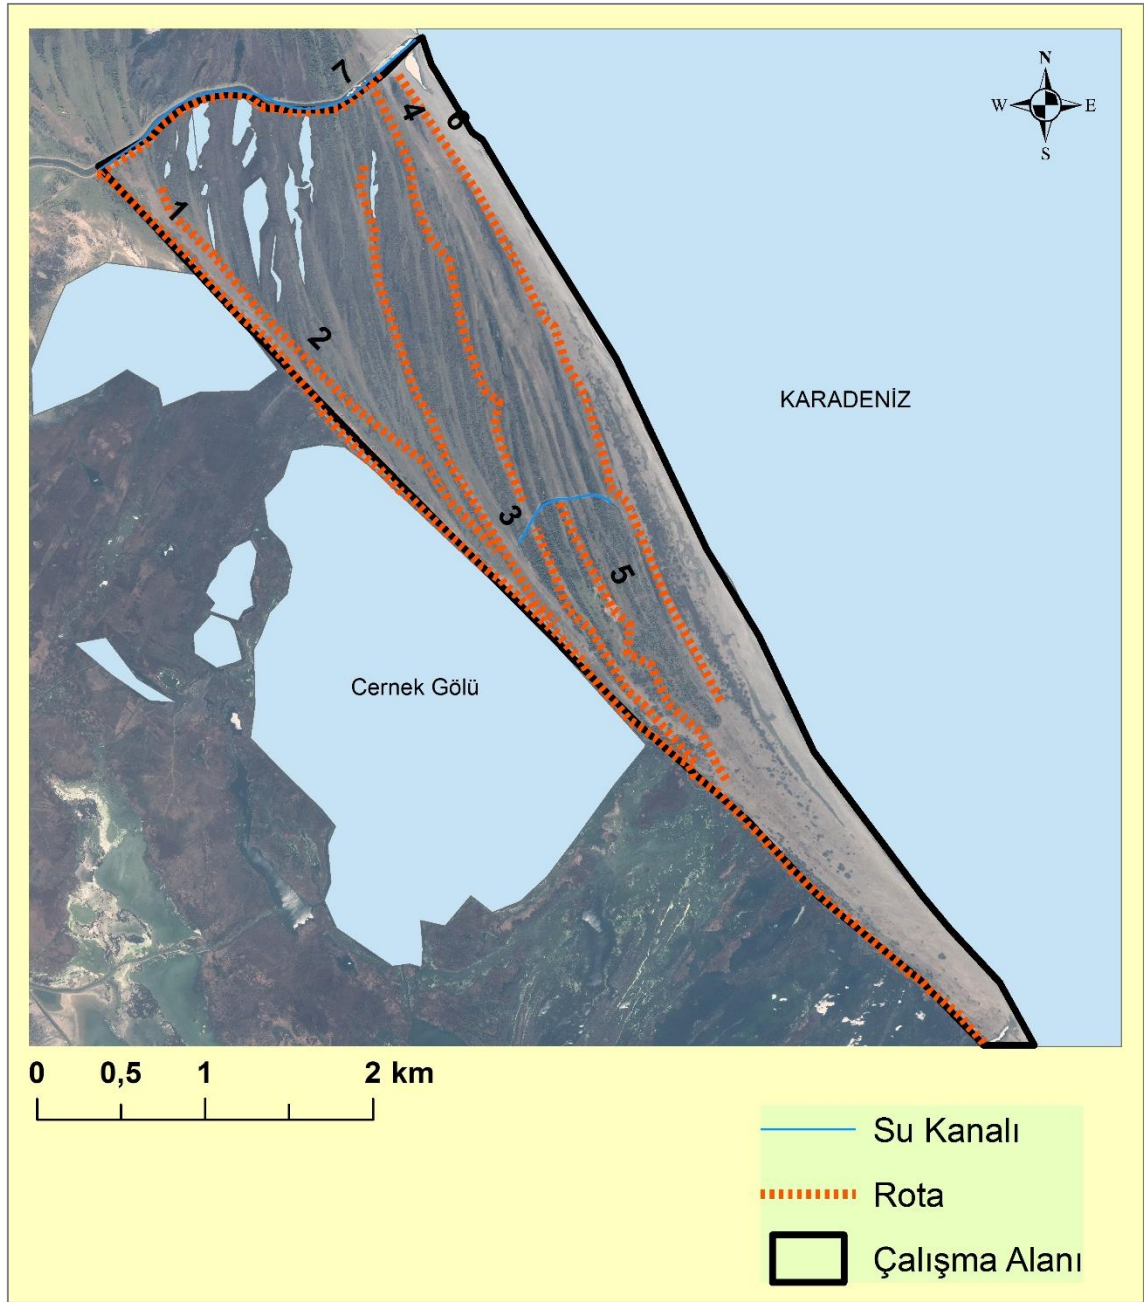 N
W E
S
7
4
6
1
2
KARADENİZ
3
5
Cernek Gölü
0 0,5 1 2 km
Su Kanalı
Rota
Çalışma Alanı